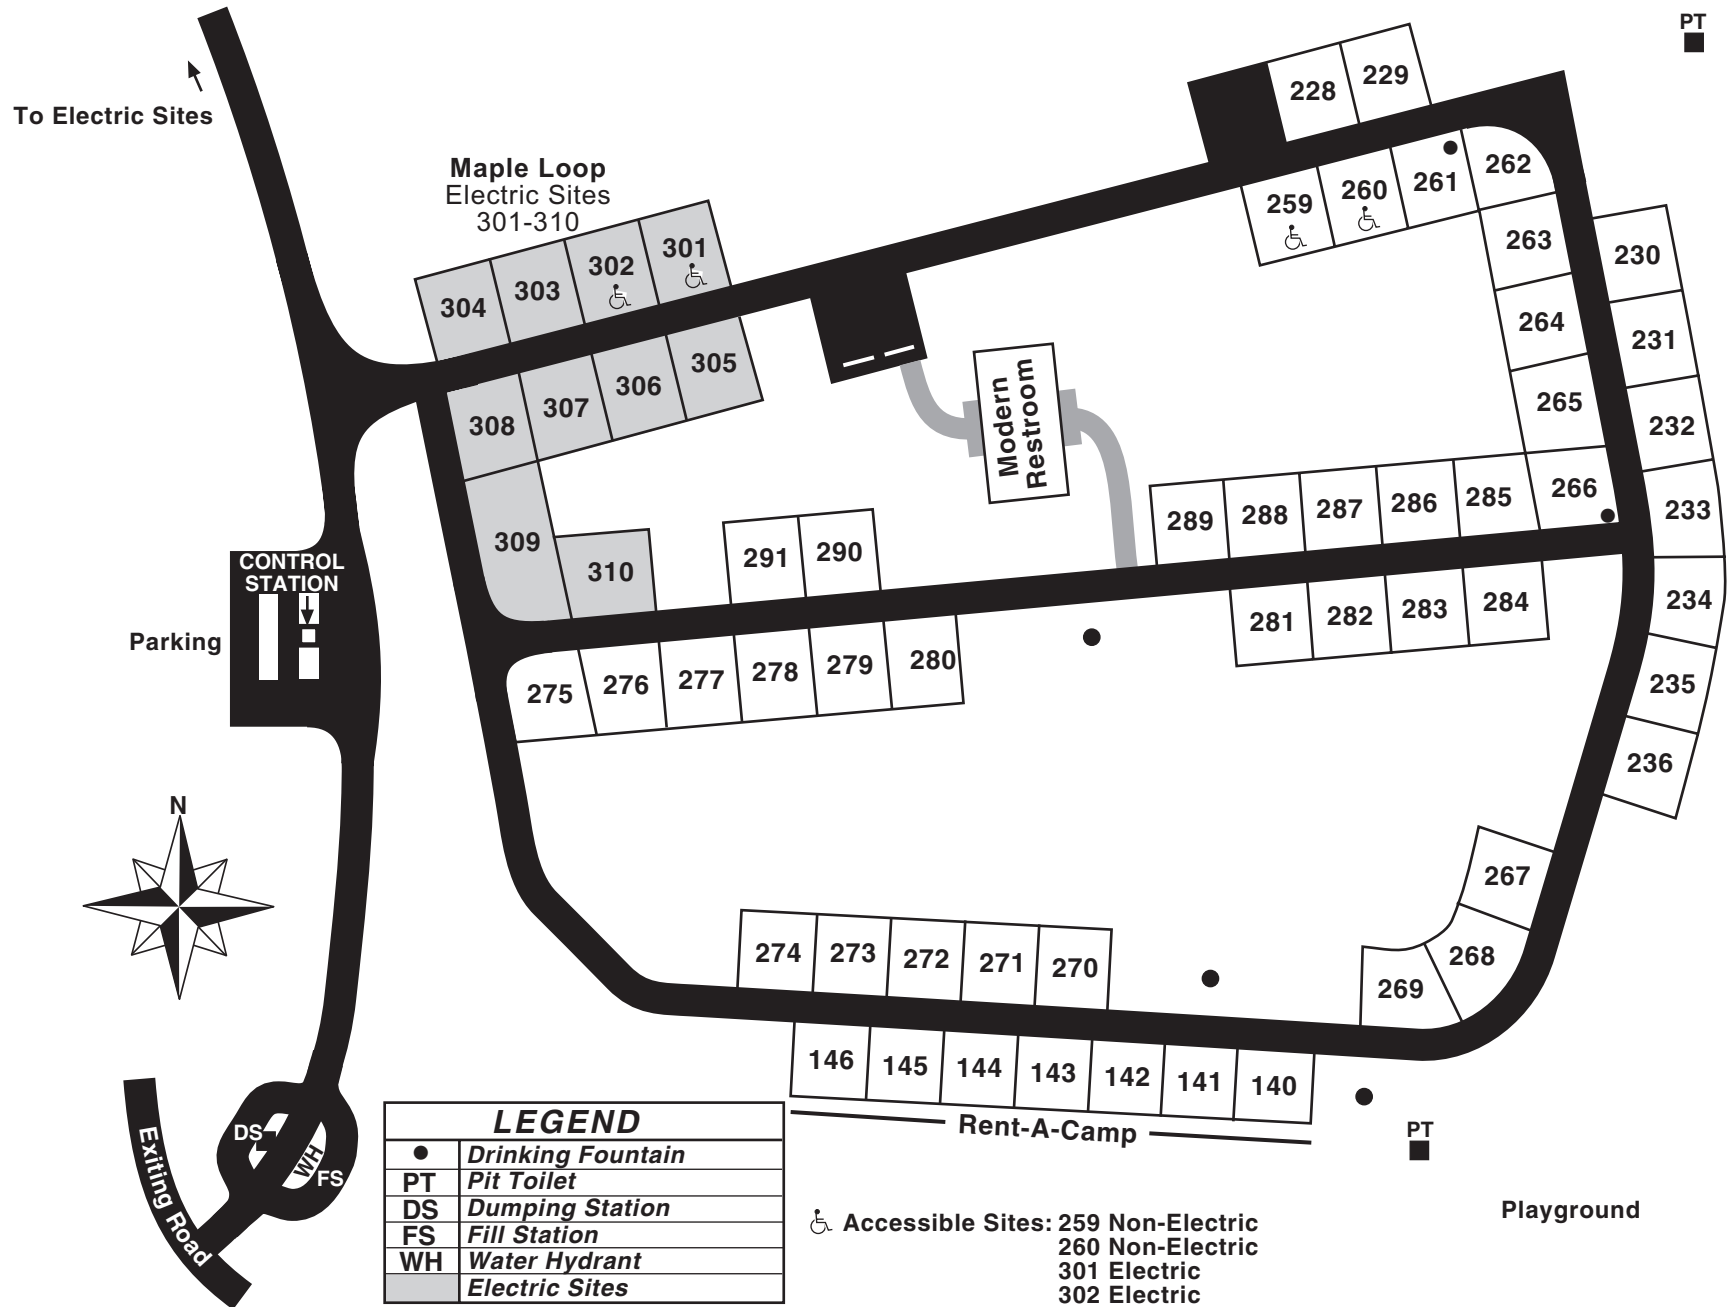 PT
To Electric Sites
Maple Loop
Electric Sites
301-310
228
229
304
303
302
301
259
260
261
262
263
264
265
266
230
231
232
233
234
235
236
308
307
306
305
309
310
Modern
Restroom
291
290
289
288
287
286
285
281
282
283
284
CONTROL
STATION
Parking
275
276
277
278
279
280
N
267
268
269
274
273
272
271
270
146
145
144
143
142
141
140
Rent-A-Camp
PT
Playground
DS
WH
FS
Exiting Road
LEGEND
Drinking Fountain
PT Pit Toilet
DS Dumping Station
FS Fill Station
WH Water Hydrant
Electric Sites
Accessible Sites: 259 Non-Electric
260 Non-Electric
301 Electric
302 Electric